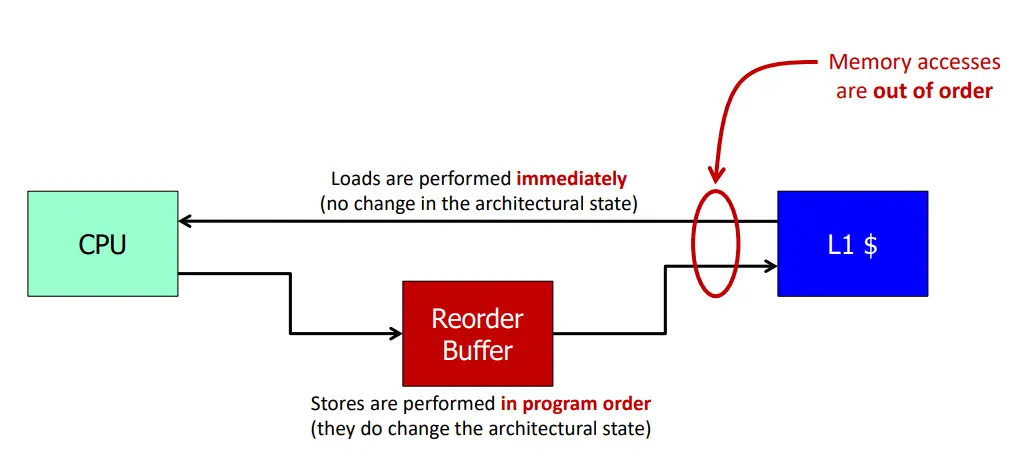 Memory accesses
are out of order
Loads are performed immediately
(no change in the architectural state)
CPU
L1 $
Reorder
Buffer
Stores are performed in program order
(they do change the architectural state)